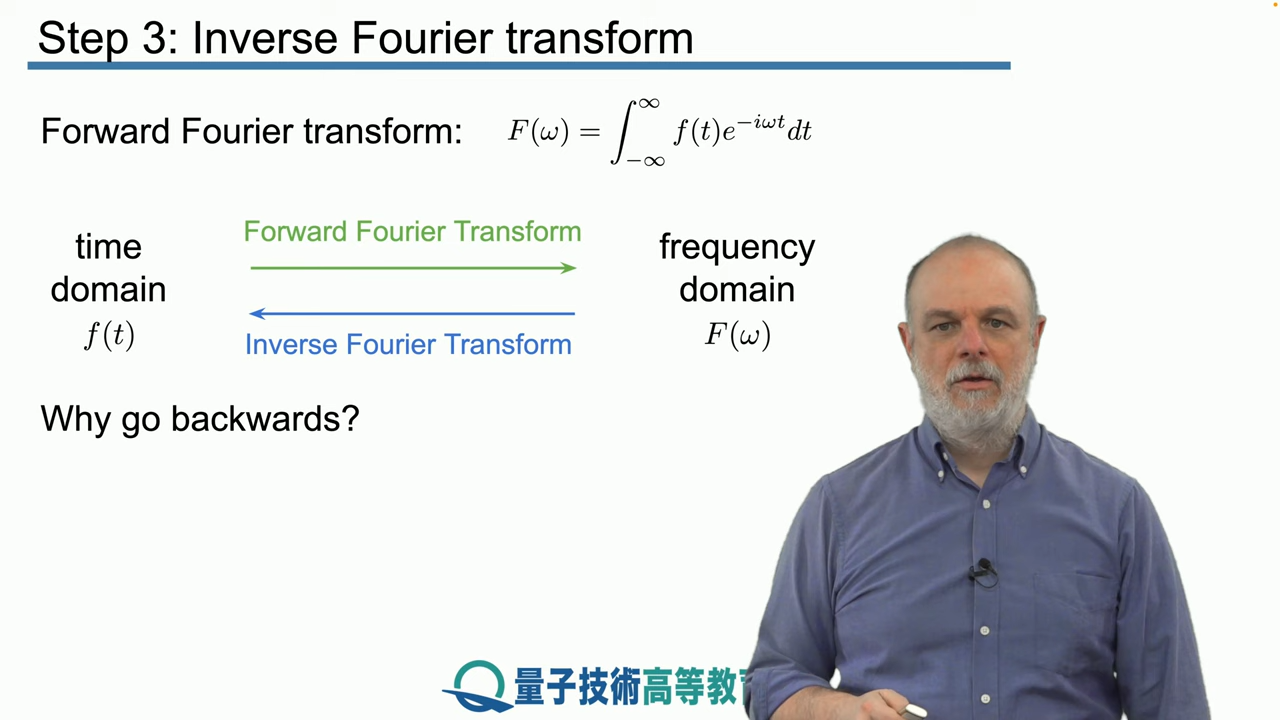 Step 3: Inverse Fourier transform
Forward Fourier transform: F(ω) = ∫_{-∞}^{∞} f(t)e^{-iωt}dt
Forward Fourier Transform
time
domain
f(t)
frequency
domain
F(ω)
Inverse Fourier Transform
Why go backwards?
量子技術高等教